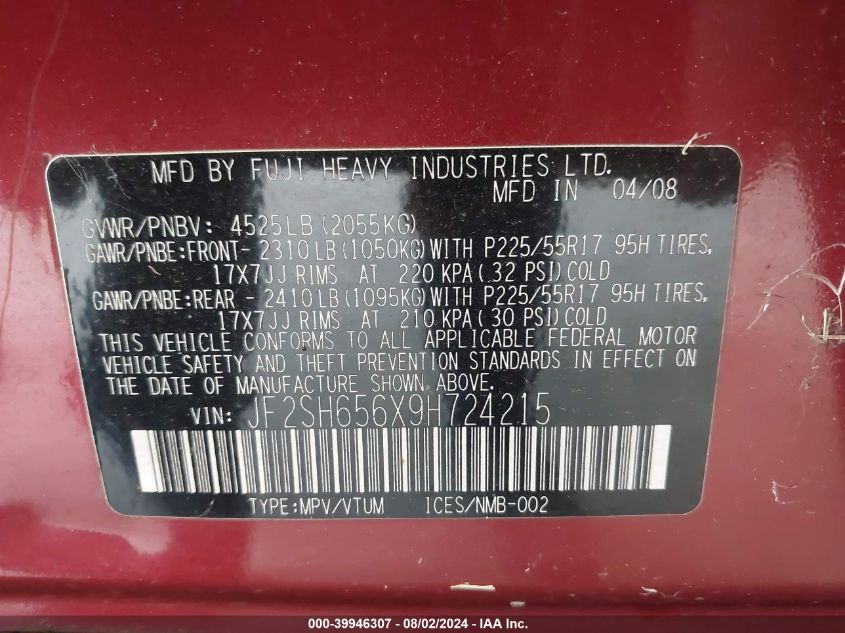 MFD BY FUJI HEAVY INDUSTRIES LTD.
MFD IN 04/08
GVWR/PNBV: 4525LB(2055KG)
GAWR/PNBE:FRONT- 2310LB(1050KG)WITH P225/55R17 95H TIRES,
17X7JJ RIMS AT 220 KPA(32 PSI)COLD
GAWR/PNBE:REAR - 2410LB(1095KG)WITH P225/55R17 95H TIRES,
17X7JJ RIMS AT 210 KPA(30 PSI)COLD
THIS VEHICLE CONFORMS TO ALL APPLICABLE FEDERAL MOTOR
VEHICLE SAFETY AND THEFT PREVENTION STANDARDS IN EFFECT ON
THE DATE OF MANUFACTURE SHOWN ABOVE.
VIN: JF2SH656X9H724215
TYPE:MPV/VTUM ICES/NMB-002
000-39946307 - 08/02/2024 - IAA Inc.